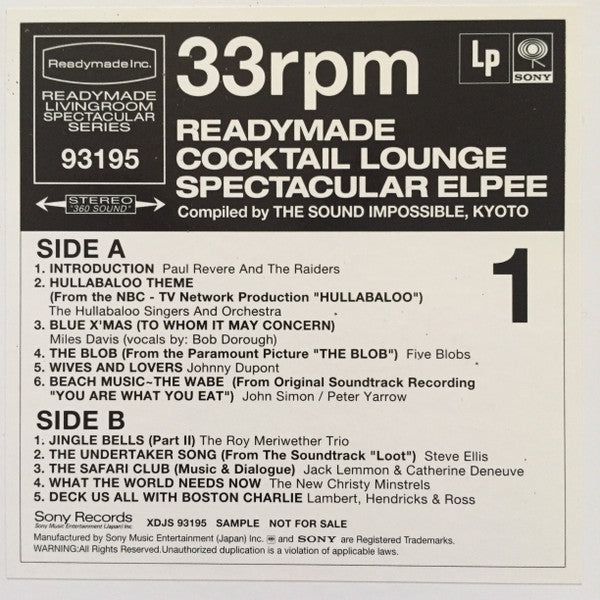 Readymade Inc.
READYMADE
LIVINGROOM
SPECTACULAR
SERIES
93195
STEREO
"360 SOUND"
33rpm
Lp
SONY
READYMADE
COCKTAIL LOUNGE
SPECTACULAR ELPEE
Compiled by THE SOUND IMPOSSIBLE, KYOTO
1
SIDE A
1. INTRODUCTION Paul Revere And The Raiders
2. HULLABALOO THEME
(From the NBC - TV Network Production "HULLABALOO")
The Hullabaloo Singers And Orchestra
3. BLUE X'MAS (TO WHOM IT MAY CONCERN)
Miles Davis (vocals by: Bob Dorough)
4. THE BLOB (From the Paramount Picture "THE BLOB") Five Blobs
5. WIVES AND LOVERS Johnny Dupont
6. BEACH MUSIC~THE WABE (From Original Soundtrack Recording
"YOU ARE WHAT YOU EAT") John Simon / Peter Yarrow
SIDE B
1. JINGLE BELLS (Part II) The Roy Meriwether Trio
2. THE UNDERTAKER SONG (From The Soundtrack "Loot") Steve Ellis
3. THE SAFARI CLUB (Music & Dialogue) Jack Lemmon & Catherine Deneuve
4. WHAT THE WORLD NEEDS NOW The New Christy Minstrels
5. DECK US ALL WITH BOSTON CHARLIE Lambert, Hendricks & Ross
Sony Records
Sony Music Entertainment (Japan) Inc.
XDJS 93195 SAMPLE NOT FOR SALE
Manufactured by Sony Music Entertainment (Japan) Inc. and SONY are Registered Trademarks.
WARNING:All Rights Reserved.Unauthorized duplication is a violation of applicable laws.